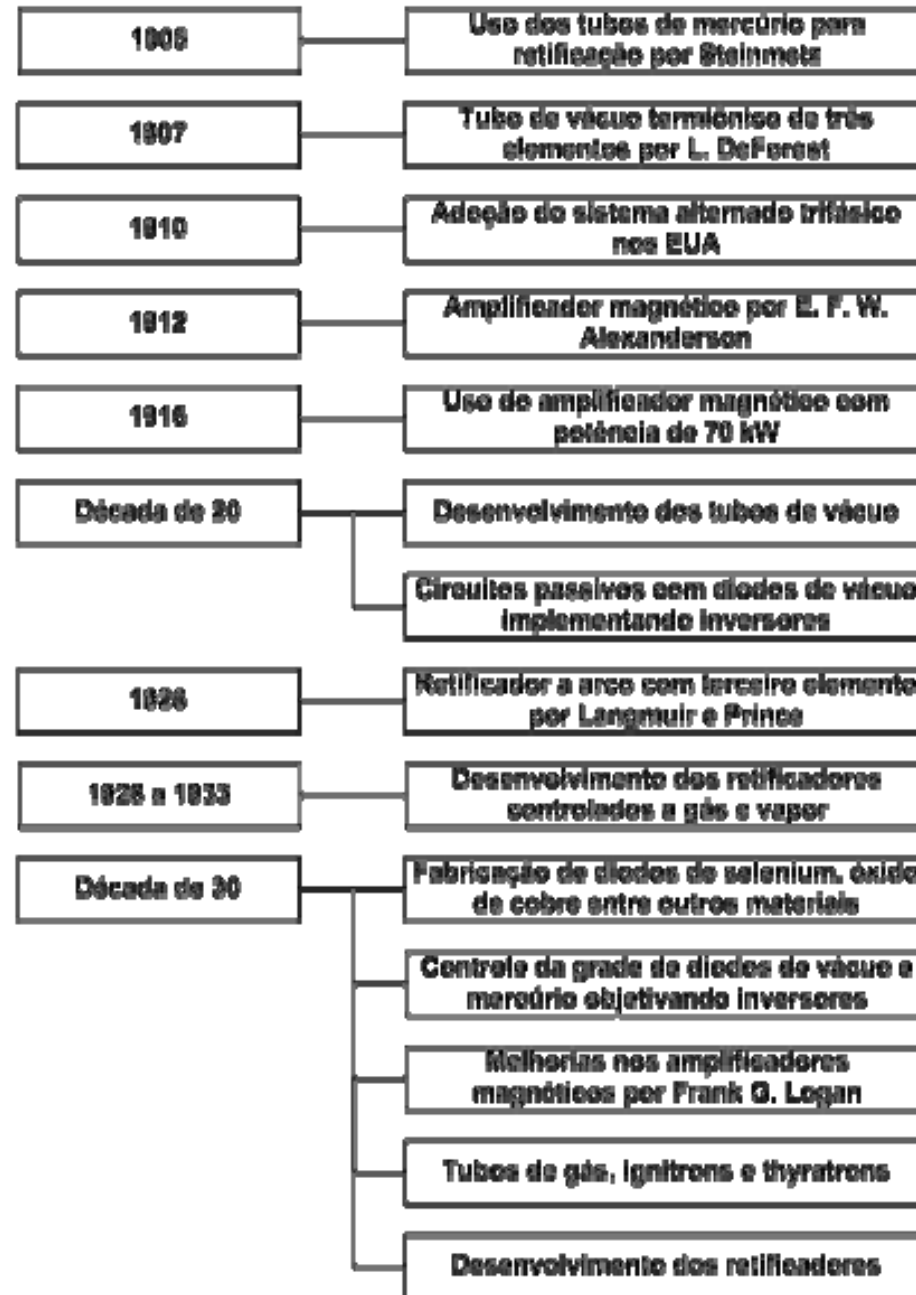 Uso dos tubos de mercúrio para
retificação por Steinmetz
1907
Tubo de vácuo termiônico de três
elementos por L. DeForest
1910
Adoção do sistema alternado trifásico
nos EUA
1912
Amplificador magnético por E. F. W.
Alexanderson
1916
Uso do amplificador magnético com
potência de 70 kW
Década de 20
Desenvolvimento dos tubos de vácuo
Circuitos passivos com diodos de vácuo
implementando inversores
1926
Retificador a arco com terceiro elemento
por Langmuir e Prince
1928 a 1933
Desenvolvimento dos retificadores
controlados a gás e vapor
Década de 30
Fabricação de diodos de selenium, óxido
de cobre entre outros materiais
Controle da grade de diodos de vácuo e
mercúrio objetivando inversores
Melhorias nos amplificadores
magnéticos por Frank G. Logan
Tubos de gás, ignitrons e thyratrons
Desenvolvimento dos retificadores